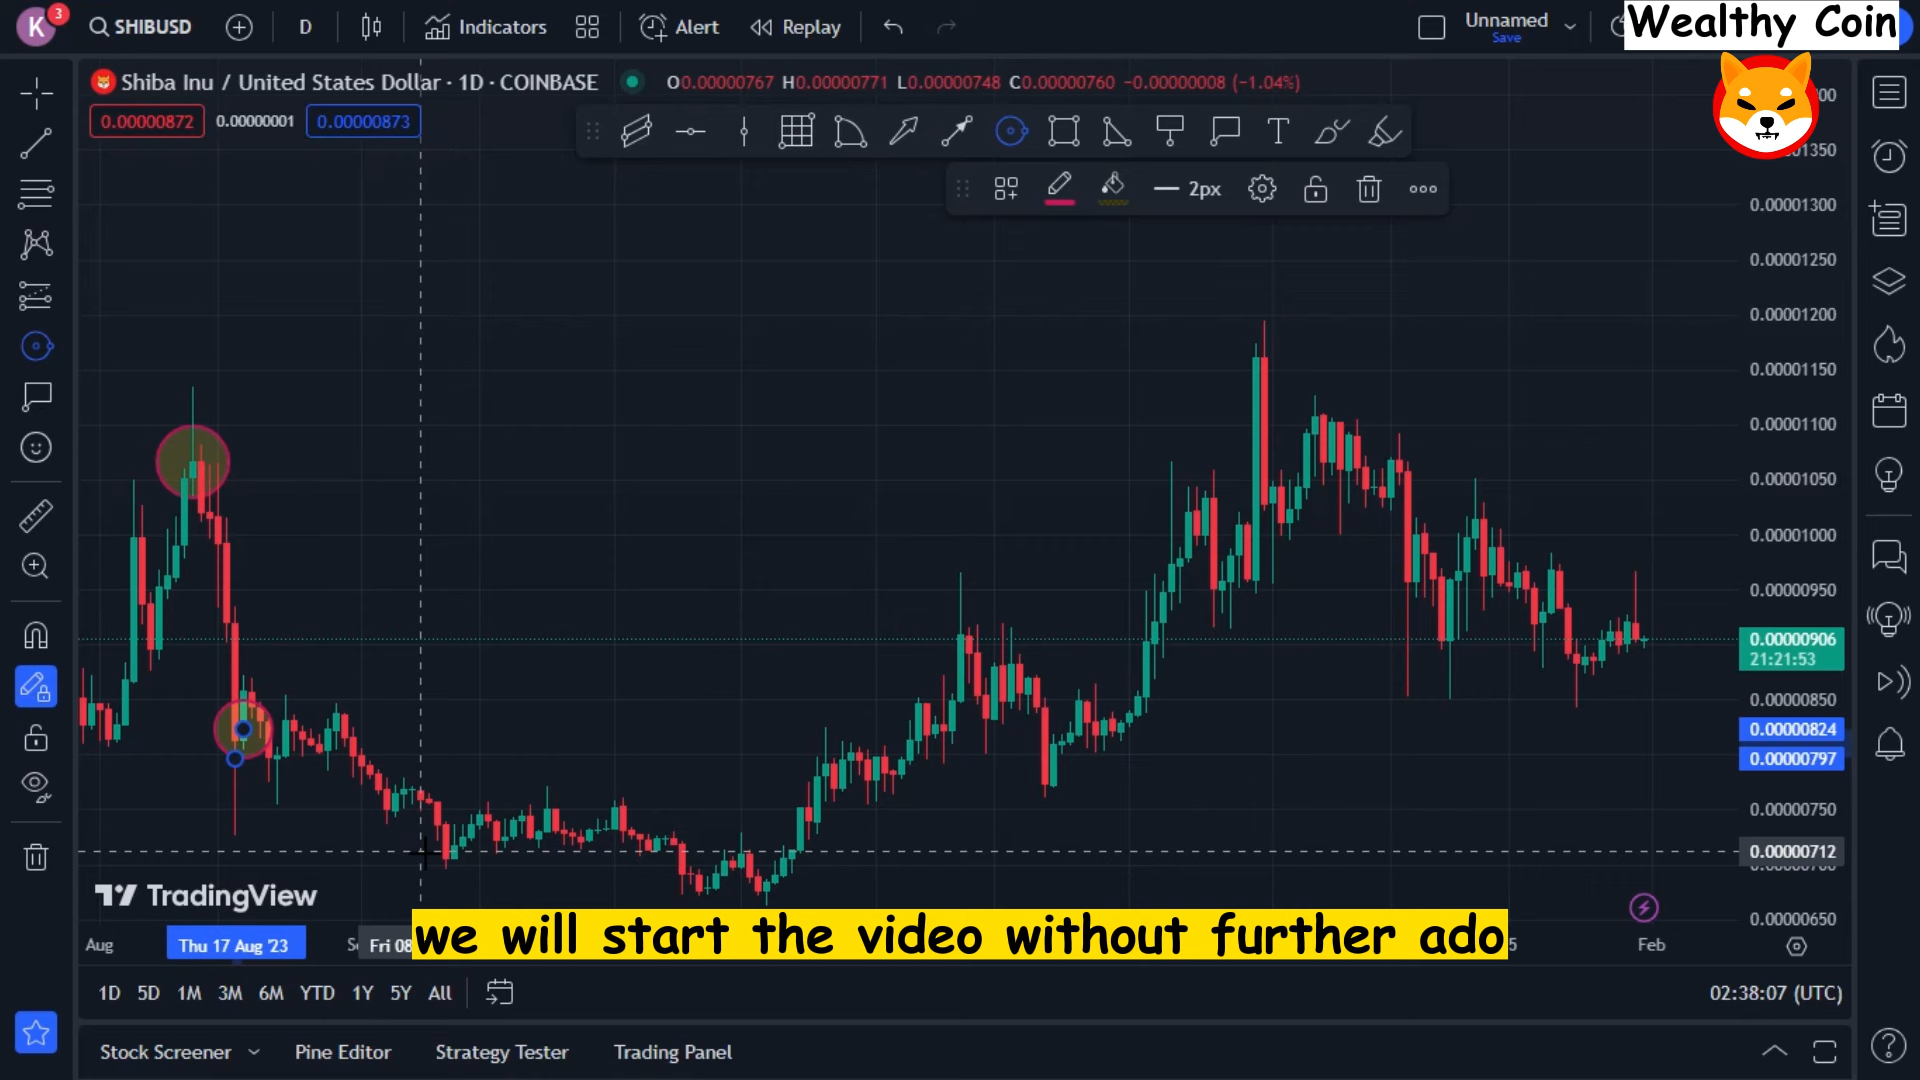 K 3 SHIBUSD D Indicators Alert Replay Unnamed Save
Wealthy Coin
Shiba Inu / United States Dollar · 1D · COINBASE O0.00000767 H0.00000771 L0.00000748 C0.00000760 −0.00000008 (−1.04%)
0.00000872 0.00000001 0.00000873
T
2px
0.00001350
0.00001300
0.00001250
0.00001200
0.00001150
0.00001100
0.00001050
0.00001000
0.00000950
0.00000906
21:21:53
0.00000850
0.00000824
0.00000797
0.00000750
0.00000712
0.00000650
TradingView
we will start the video without further ado
Aug Thu 17 Aug '23 Fri 08 Feb
1D 5D 1M 3M 6M YTD 1Y 5Y All 02:38:07 (UTC)
Stock Screener Pine Editor Strategy Tester Trading Panel